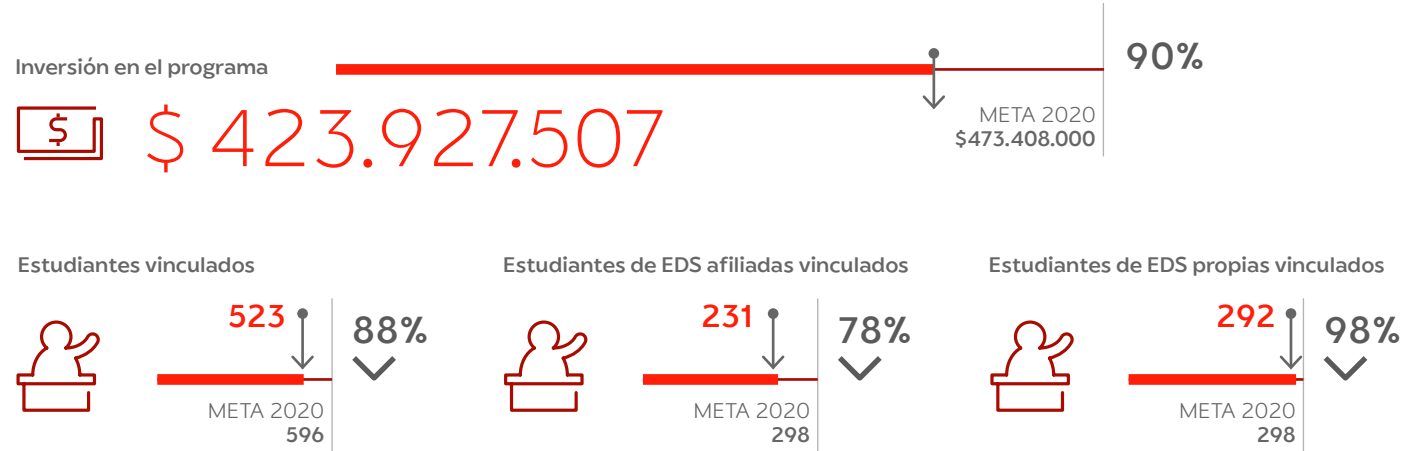 Inversión en el programa
90%
$
$ 423.927.507
META 2020
$473.408.000
Estudiantes vinculados
523
88%
META 2020
596
Estudiantes de EDS afiliadas vinculados
231
78%
META 2020
298
Estudiantes de EDS propias vinculados
292
98%
META 2020
298